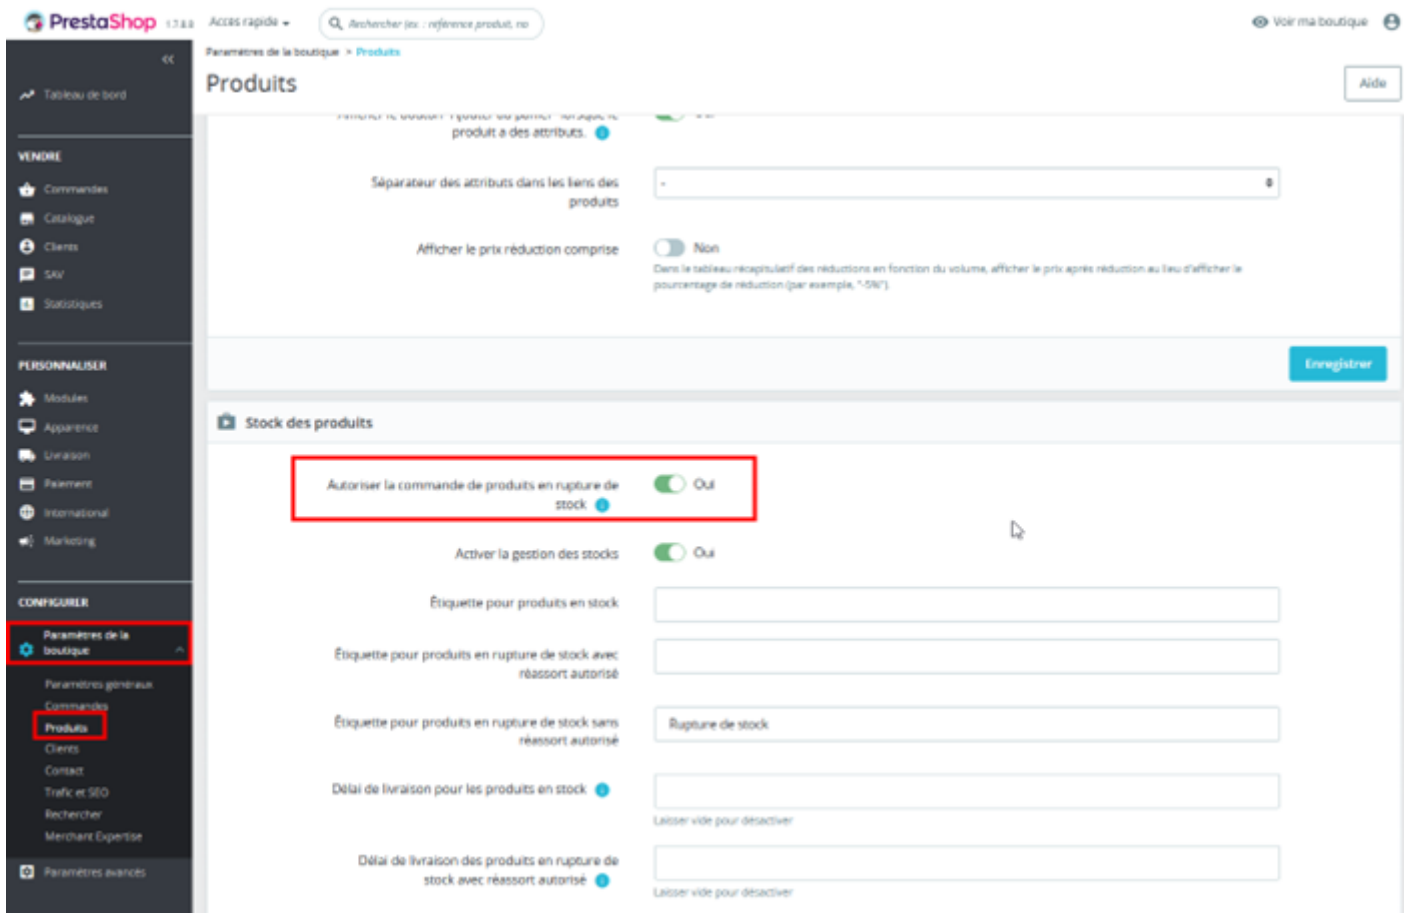 PrestaShop 1.7.8.0 Accès rapide
Rechercher (ex. : référence produit, no
Voir ma boutique
Paramètres de la boutique > Produits
Produits
Aide
Tableau de bord
VENDRE
Commandes
Catalogue
Clients
SAV
Statistiques
PERSONNALISER
Modules
Apparence
Livraison
Paiement
International
Marketing
CONFIGURER
Paramètres de la
boutique
Paramètres généraux
Commandes
Produits
Clients
Contact
Trafic et SEO
Rechercher
Merchant Expertise
Paramètres avancés
produit a des attributs.
Séparateur des attributs dans les liens des
produits
-
Afficher le prix réduction comprise
Non
Dans le tableau récapitulatif des réductions en fonction du volume, afficher le prix après réduction au lieu d'afficher le
pourcentage de réduction (par exemple, "-5%").
Enregistrer
Stock des produits
Autoriser la commande de produits en rupture de
stock
Oui
Activer la gestion des stocks
Oui
Étiquette pour produits en stock
Étiquette pour produits en rupture de stock avec
réassort autorisé
Étiquette pour produits en rupture de stock sans
réassort autorisé
Rupture de stock
Délai de livraison pour les produits en stock
Laisser vide pour désactiver
Délai de livraison des produits en rupture de
stock avec réassort autorisé
Laisser vide pour désactiver